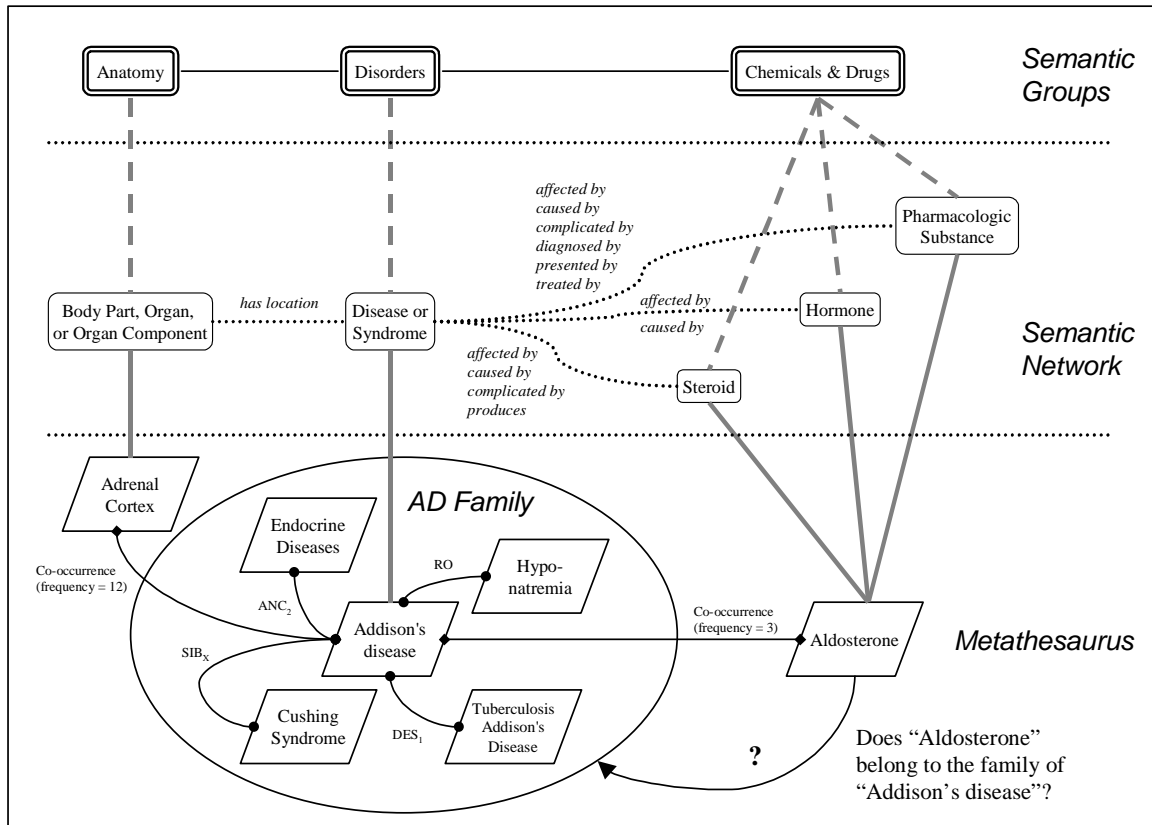 Anatomy
Disorders
Chemicals & Drugs
Semantic
Groups
affected by
caused by
complicated by
diagnosed by
presented by
treated by
Pharmacologic
Substance
Body Part, Organ,
or Organ Component
has location
Disease or
Syndrome
affected by
caused by
Hormone
Semantic
Network
affected by
caused by
complicated by
produces
Steroid
Adrenal
Cortex
AD Family
Endocrine
Diseases
Co-occurrence
(frequency = 12)
RO
Hypo-
natremia
ANC2
Addison's
disease
Co-occurrence
(frequency = 3)
Aldosterone
Metathesaurus
SIBX
Cushing
Syndrome
DES1
Tuberculosis
Addison's
Disease
?
Does “Aldosterone”
belong to the family of
“Addison’s disease”?